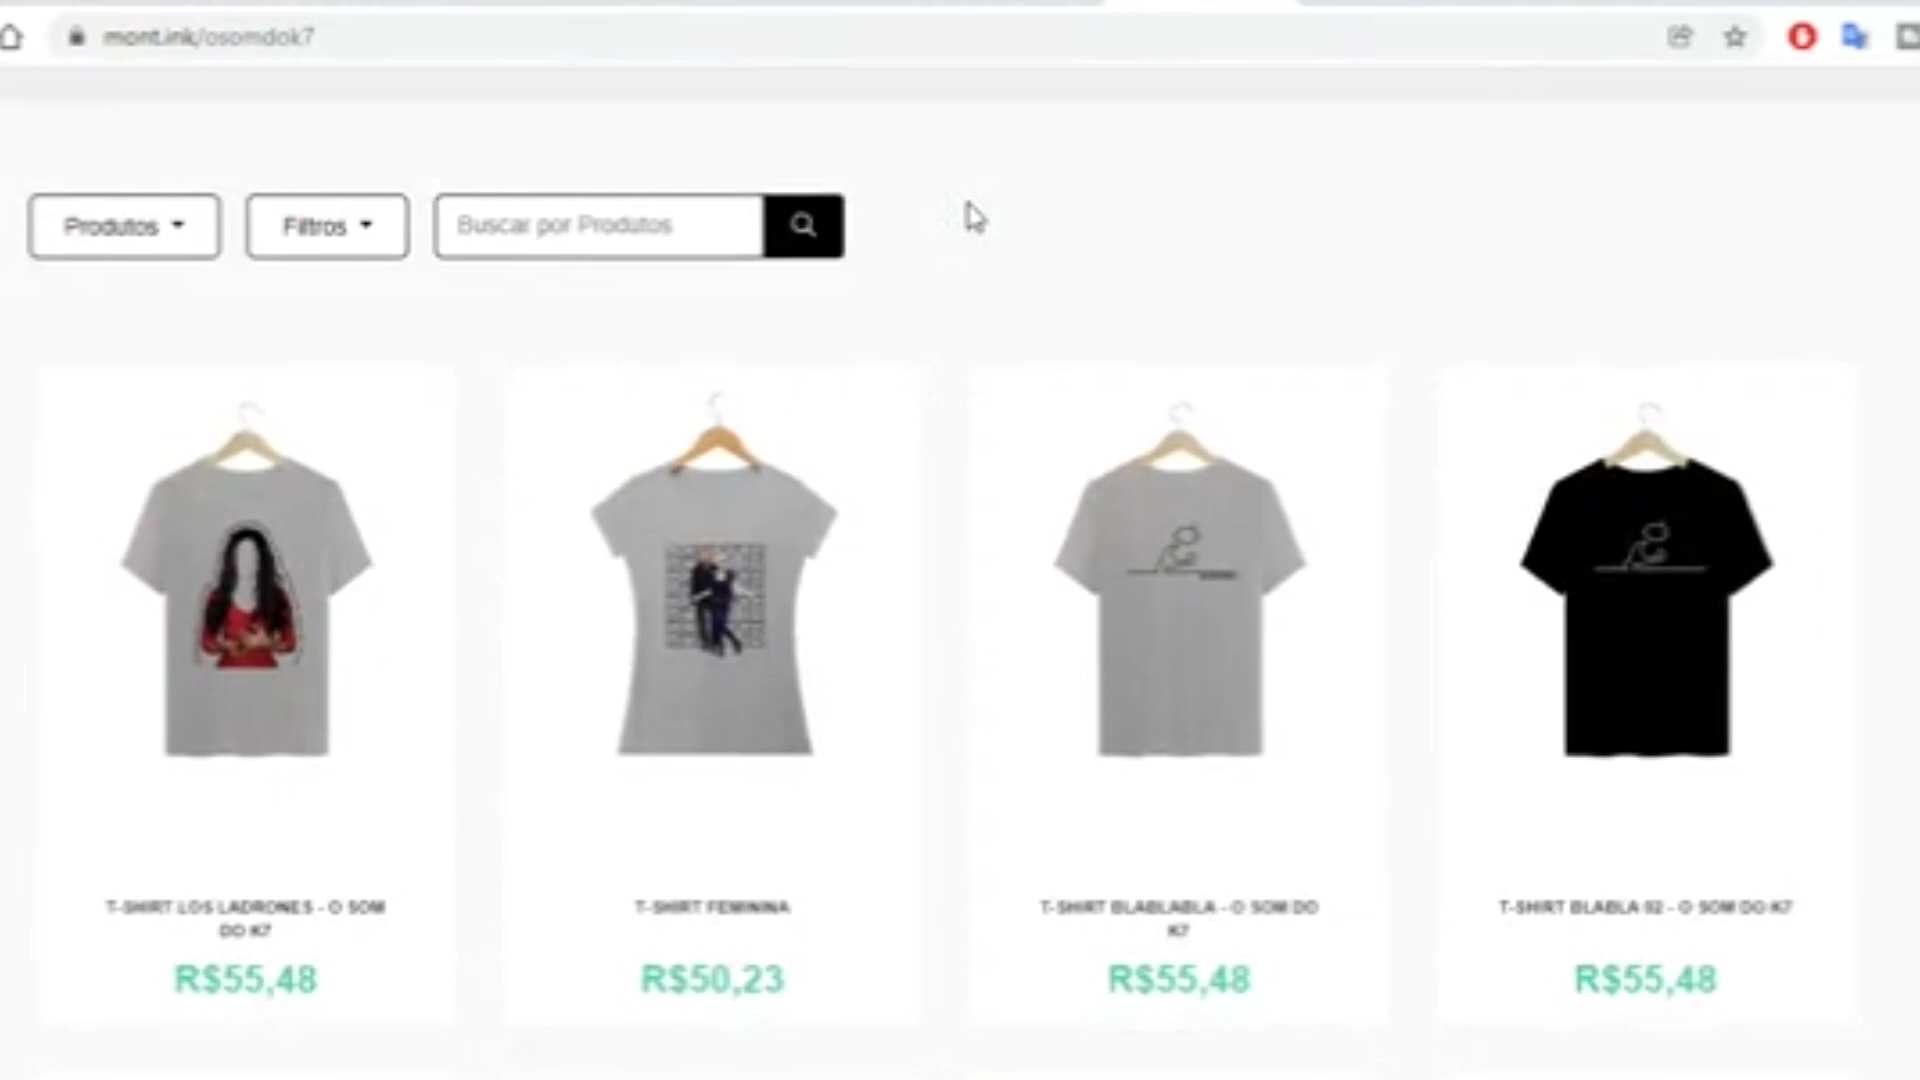 mont.ink/osomdok7
Produtos
Filtros
Buscar por Produtos
T-SHIRT LOS LADRONES - O SOM
DO K7
R$55,48
T-SHIRT FEMININA
R$50,23
T-SHIRT BLABLABLA - O SOM DO
K7
R$55,48
T-SHIRT BLABLA 02 - O SOM DO K7
R$55,48